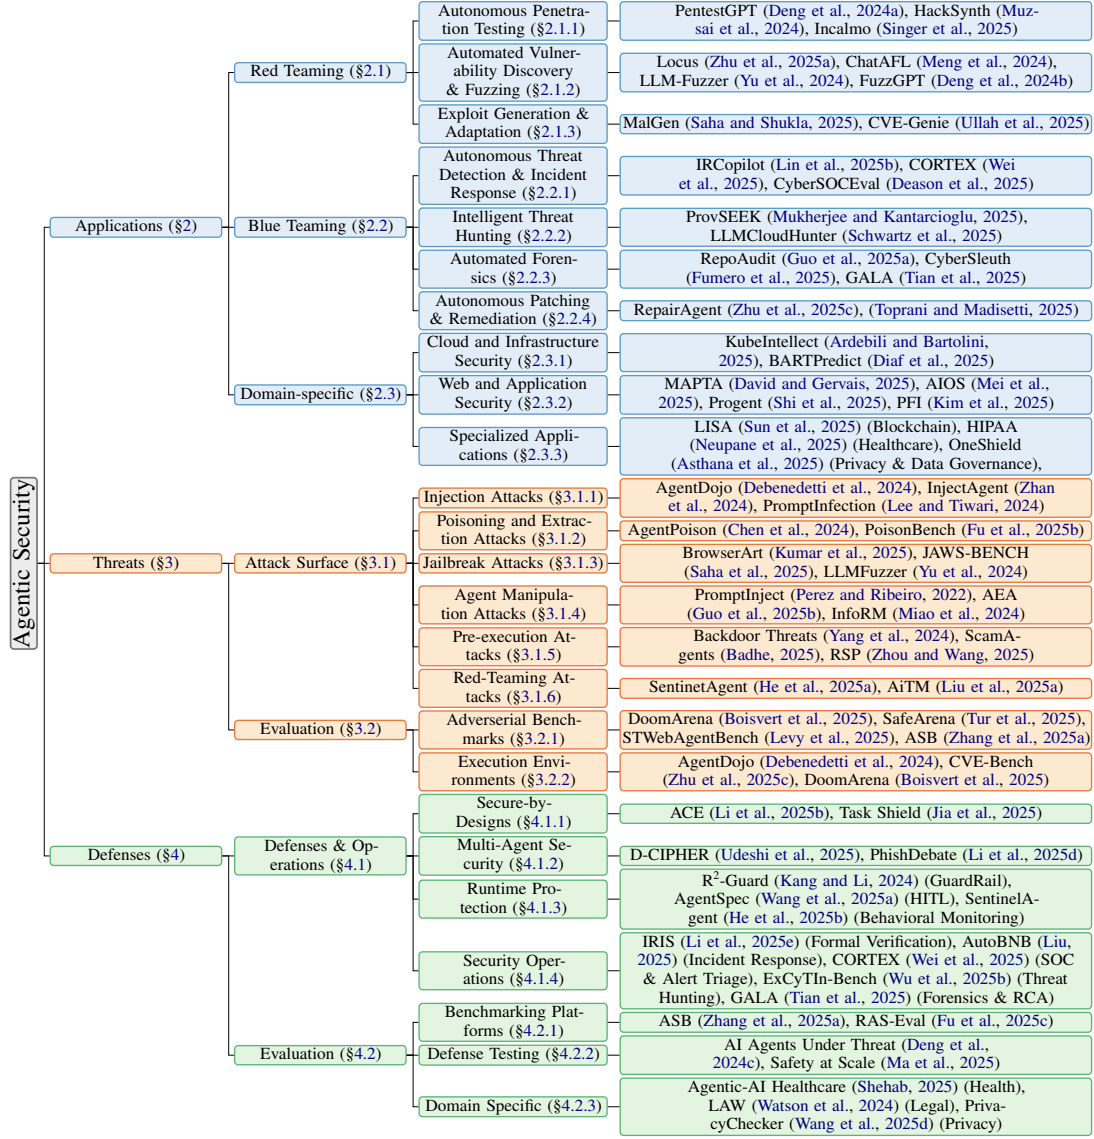 Agentic Security
Applications (§2)
Red Teaming (§2.1)
Autonomous Penetra-
tion Testing (§2.1.1)
PentestGPT (Deng et al., 2024a), HackSynth (Muz-
sai et al., 2024), Incalmo (Singer et al., 2025)
Automated Vulner-
ability Discovery
& Fuzzing (§2.1.2)
Locus (Zhu et al., 2025a), ChatAFL (Meng et al., 2024),
LLM-Fuzzer (Yu et al., 2024), FuzzGPT (Deng et al., 2024b)
Exploit Generation &
Adaptation (§2.1.3)
MalGen (Saha and Shukla, 2025), CVE-Genie (Ullah et al., 2025)
Blue Teaming (§2.2)
Autonomous Threat
Detection & Incident
Response (§2.2.1)
IRCopilot (Lin et al., 2025b), CORTEX (Wei
et al., 2025), CyberSOCEval (Deason et al., 2025)
Intelligent Threat
Hunting (§2.2.2)
ProvSEEK (Mukherjee and Kantarcioglu, 2025),
LLMCloudHunter (Schwartz et al., 2025)
Automated Foren-
sics (§2.2.3)
RepoAudit (Guo et al., 2025a), CyberSleuth
(Fumero et al., 2025), GALA (Tian et al., 2025)
Autonomous Patching
& Remediation (§2.2.4)
RepairAgent (Zhu et al., 2025c), (Toprani and Madisetti, 2025)
Domain-specific (§2.3)
Cloud and Infrastructure
Security (§2.3.1)
KubeIntellect (Ardebili and Bartolini,
2025), BARTPredict (Diaf et al., 2025)
Web and Application
Security (§2.3.2)
MAPTA (David and Gervais, 2025), AIOS (Mei et al.,
2025), Progent (Shi et al., 2025), PFI (Kim et al., 2025)
Specialized Appli-
cations (§2.3.3)
LISA (Sun et al., 2025) (Blockchain), HIPAA
(Neupane et al., 2025) (Healthcare), OneShield
(Asthana et al., 2025) (Privacy & Data Governance),
Threats (§3)
Attack Surface (§3.1)
Injection Attacks (§3.1.1)
AgentDojo (Debenedetti et al., 2024), InjectAgent (Zhan
et al., 2024), PromptInfection (Lee and Tiwari, 2024)
Poisoning and Extrac-
tion Attacks (§3.1.2)
AgentPoison (Chen et al., 2024), PoisonBench (Fu et al., 2025b)
Jailbreak Attacks (§3.1.3)
BrowserArt (Kumar et al., 2025), JAWS-BENCH
(Saha et al., 2025), LLMFuzzer (Yu et al., 2024)
Agent Manipula-
tion Attacks (§3.1.4)
PromptInject (Perez and Ribeiro, 2022), AEA
(Guo et al., 2025b), InfoRM (Miao et al., 2024)
Pre-execution At-
tacks (§3.1.5)
Backdoor Threats (Yang et al., 2024), ScamA-
gents (Badhe, 2025), RSP (Zhou and Wang, 2025)
Red-Teaming At-
tacks (§3.1.6)
SentinetAgent (He et al., 2025a), AiTM (Liu et al., 2025a)
Evaluation (§3.2)
Adverserial Bench-
marks (§3.2.1)
DoomArena (Boisvert et al., 2025), SafeArena (Tur et al., 2025),
STWebAgentBench (Levy et al., 2025), ASB (Zhang et al., 2025a)
Execution Envi-
ronments (§3.2.2)
AgentDojo (Debenedetti et al., 2024), CVE-Bench
(Zhu et al., 2025c), DoomArena (Boisvert et al., 2025)
Defenses (§4)
Defenses & Op-
erations (§4.1)
Secure-by-
Designs (§4.1.1)
ACE (Li et al., 2025b), Task Shield (Jia et al., 2025)
Multi-Agent Se-
curity (§4.1.2)
D-CIPHER (Udeshi et al., 2025), PhishDebate (Li et al., 2025d)
Runtime Pro-
tection (§4.1.3)
R²-Guard (Kang and Li, 2024) (GuardRail),
AgentSpec (Wang et al., 2025a) (HITL), SentinelA-
gent (He et al., 2025b) (Behavioral Monitoring)
Security Oper-
ations (§4.1.4)
IRIS (Li et al., 2025e) (Formal Verification), AutoBNB (Liu,
2025) (Incident Response), CORTEX (Wei et al., 2025) (SOC
& Alert Triage), ExCyTIn-Bench (Wu et al., 2025b) (Threat
Hunting), GALA (Tian et al., 2025) (Forensics & RCA)
Evaluation (§4.2)
Benchmarking Plat-
forms (§4.2.1)
ASB (Zhang et al., 2025a), RAS-Eval (Fu et al., 2025c)
Defense Testing (§4.2.2)
AI Agents Under Threat (Deng et al.,
2024c), Safety at Scale (Ma et al., 2025)
Domain Specific (§4.2.3)
Agentic-AI Healthcare (Shehab, 2025) (Health),
LAW (Watson et al., 2024) (Legal), Priva-
cyChecker (Wang et al., 2025d) (Privacy)